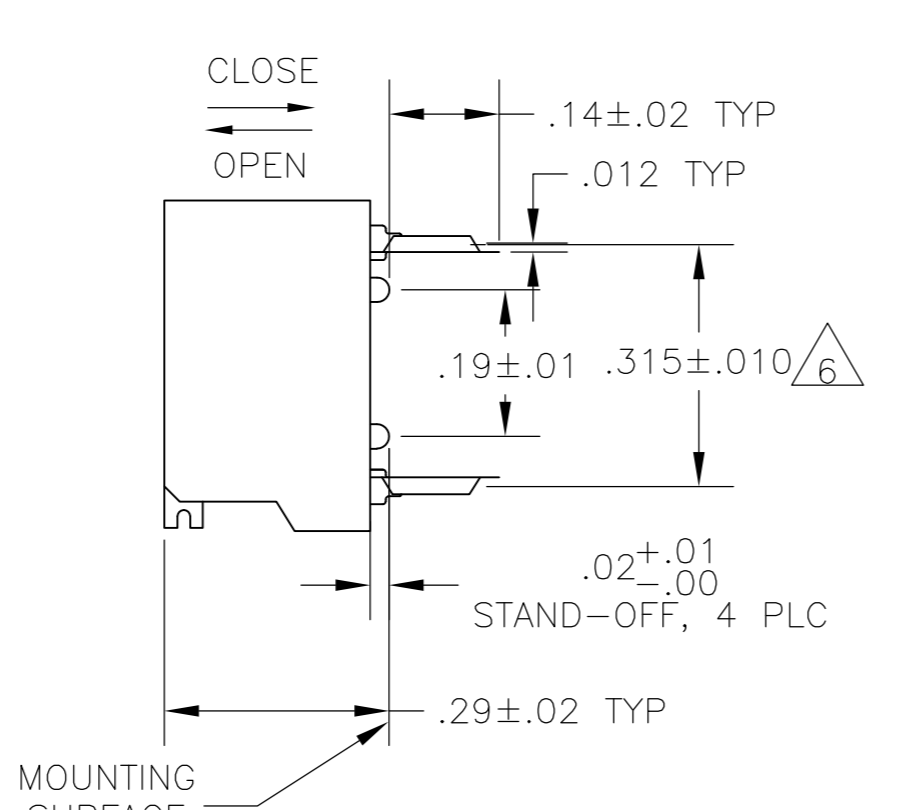 CLOSE
OPEN
.14±.02 TYP
.012 TYP
.19±.01
.315±.010
6
.02+.01
-.00
STAND-OFF, 4 PLC
.29±.02 TYP
MOUNTING
SURFACE